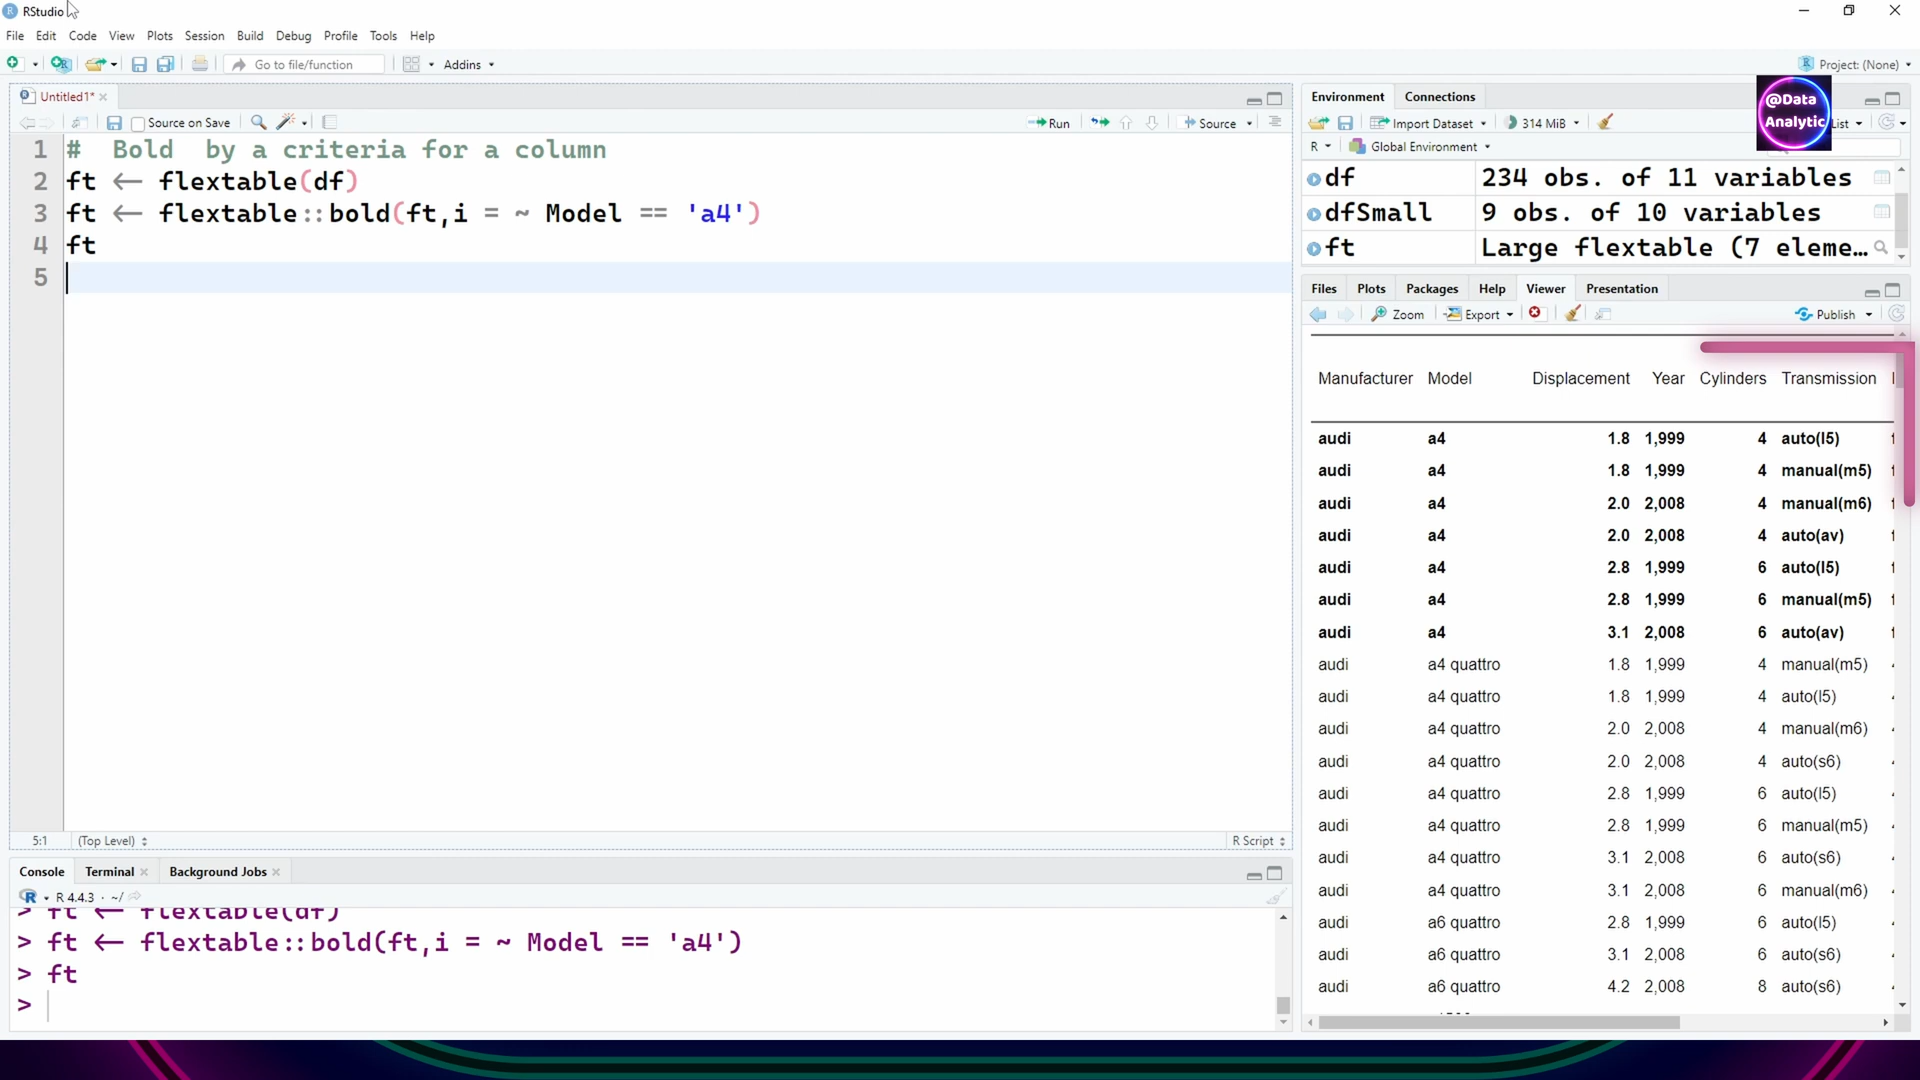 RStudio
File Edit Code View Plots Session Build Debug Profile Tools Help
Go to file/function Addins Project: (None)
Untitled1*
Source on Save Run Source
1 # Bold by a criteria for a column
2 ft <- flextable(df)
3 ft <- flextable::bold(ft,i = ~ Model == 'a4')
4 ft
5
5:1 (Top Level) R Script
Console Terminal Background Jobs
R 4.4.3 · ~/
> ft <- flextable(df)
> ft <- flextable::bold(ft,i = ~ Model == 'a4')
> ft
>
Environment Connections
Import Dataset 314 MiB List
R Global Environment
@Data
Analytic
df 234 obs. of 11 variables
dfSmall 9 obs. of 10 variables
ft Large flextable (7 eleme…
Files Plots Packages Help Viewer Presentation
Zoom Export Publish
Manufacturer Model Displacement Year Cylinders Transmission
audi a4 1.8 1,999 4 auto(l5)
audi a4 1.8 1,999 4 manual(m5)
audi a4 2.0 2,008 4 manual(m6)
audi a4 2.0 2,008 4 auto(av)
audi a4 2.8 1,999 6 auto(l5)
audi a4 2.8 1,999 6 manual(m5)
audi a4 3.1 2,008 6 auto(av)
audi a4 quattro 1.8 1,999 4 manual(m5)
audi a4 quattro 1.8 1,999 4 auto(l5)
audi a4 quattro 2.0 2,008 4 manual(m6)
audi a4 quattro 2.0 2,008 4 auto(s6)
audi a4 quattro 2.8 1,999 6 auto(l5)
audi a4 quattro 2.8 1,999 6 manual(m5)
audi a4 quattro 3.1 2,008 6 auto(s6)
audi a4 quattro 3.1 2,008 6 manual(m6)
audi a6 quattro 2.8 1,999 6 auto(l5)
audi a6 quattro 3.1 2,008 6 auto(s6)
audi a6 quattro 4.2 2,008 8 auto(s6)